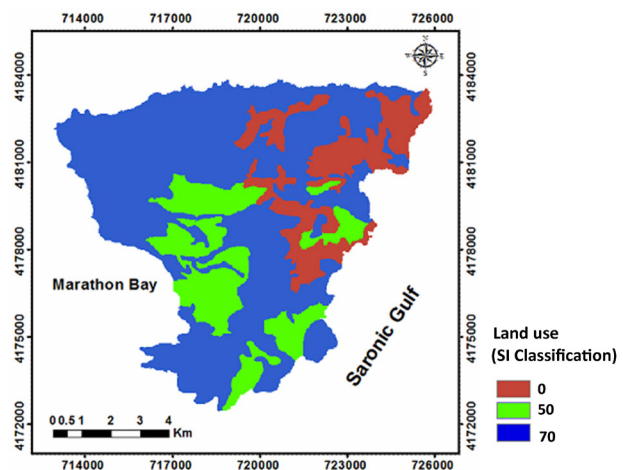 714000 717000 720000 723000 726000
N
W E
S
4184000 4184000
4181000 4181000
4178000 4178000
Marathon Bay
Saronic Gulf
4175000 4175000
4172000 4172000
Land use
(SI Classification)
0
50
70
0 0.5 1 2 3 4
Km
714000 717000 720000 723000 726000